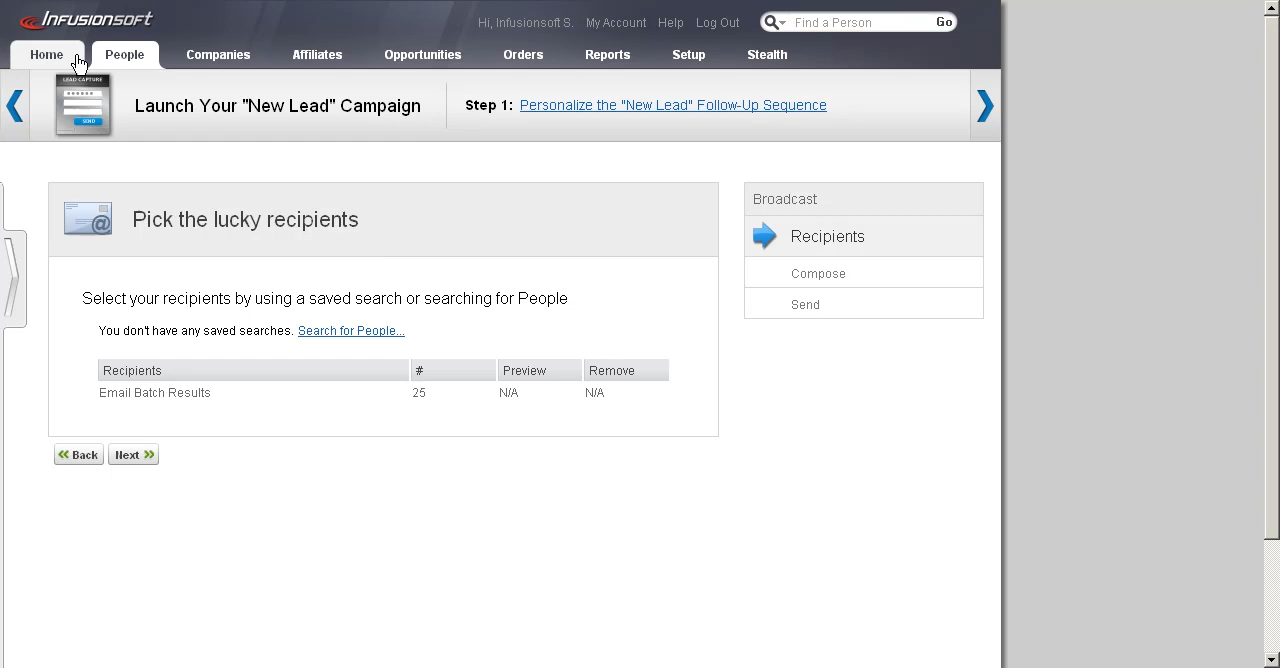 Infusionsoft
Hi, Infusionsoft S. My Account Help Log Out Find a Person Go
Home People Companies Affiliates Opportunities Orders Reports Setup Stealth
LEAD CAPTURE
SEND
Launch Your "New Lead" Campaign
Step 1: Personalize the "New Lead" Follow-Up Sequence
Pick the lucky recipients
Select your recipients by using a saved search or searching for People
You don't have any saved searches. Search for People...
Recipients # Preview Remove
Email Batch Results 25 N/A N/A
Back Next
Broadcast
Recipients
Compose
Send